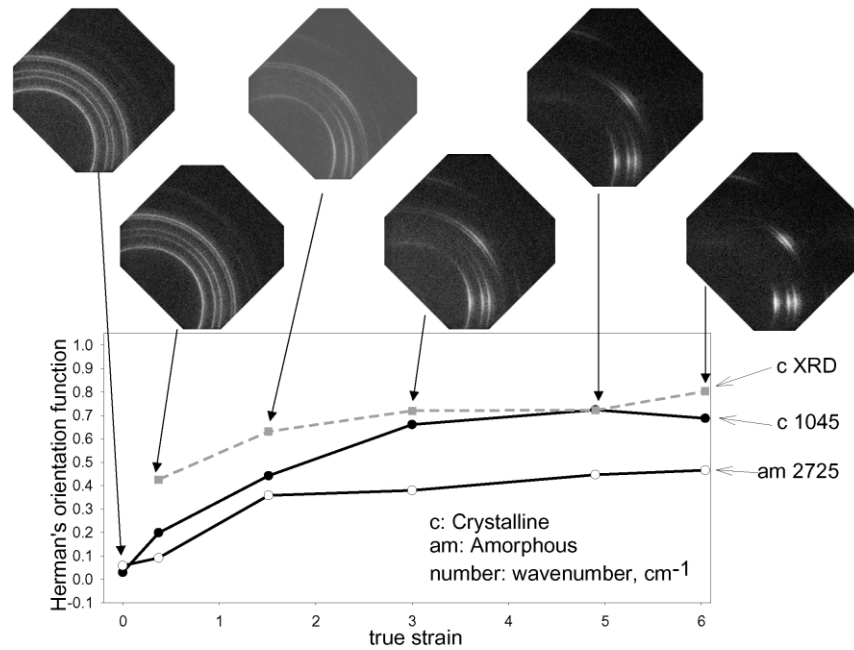 Herman's orientation function
1.0
0.9
0.8
0.7
0.6
0.5
0.4
0.3
0.2
0.1
0.0
-0.1
c XRD
c 1045
am 2725
c: Crystalline
am: Amorphous
number: wavenumber, cm-1
0 1 2 3 4 5 6
true strain